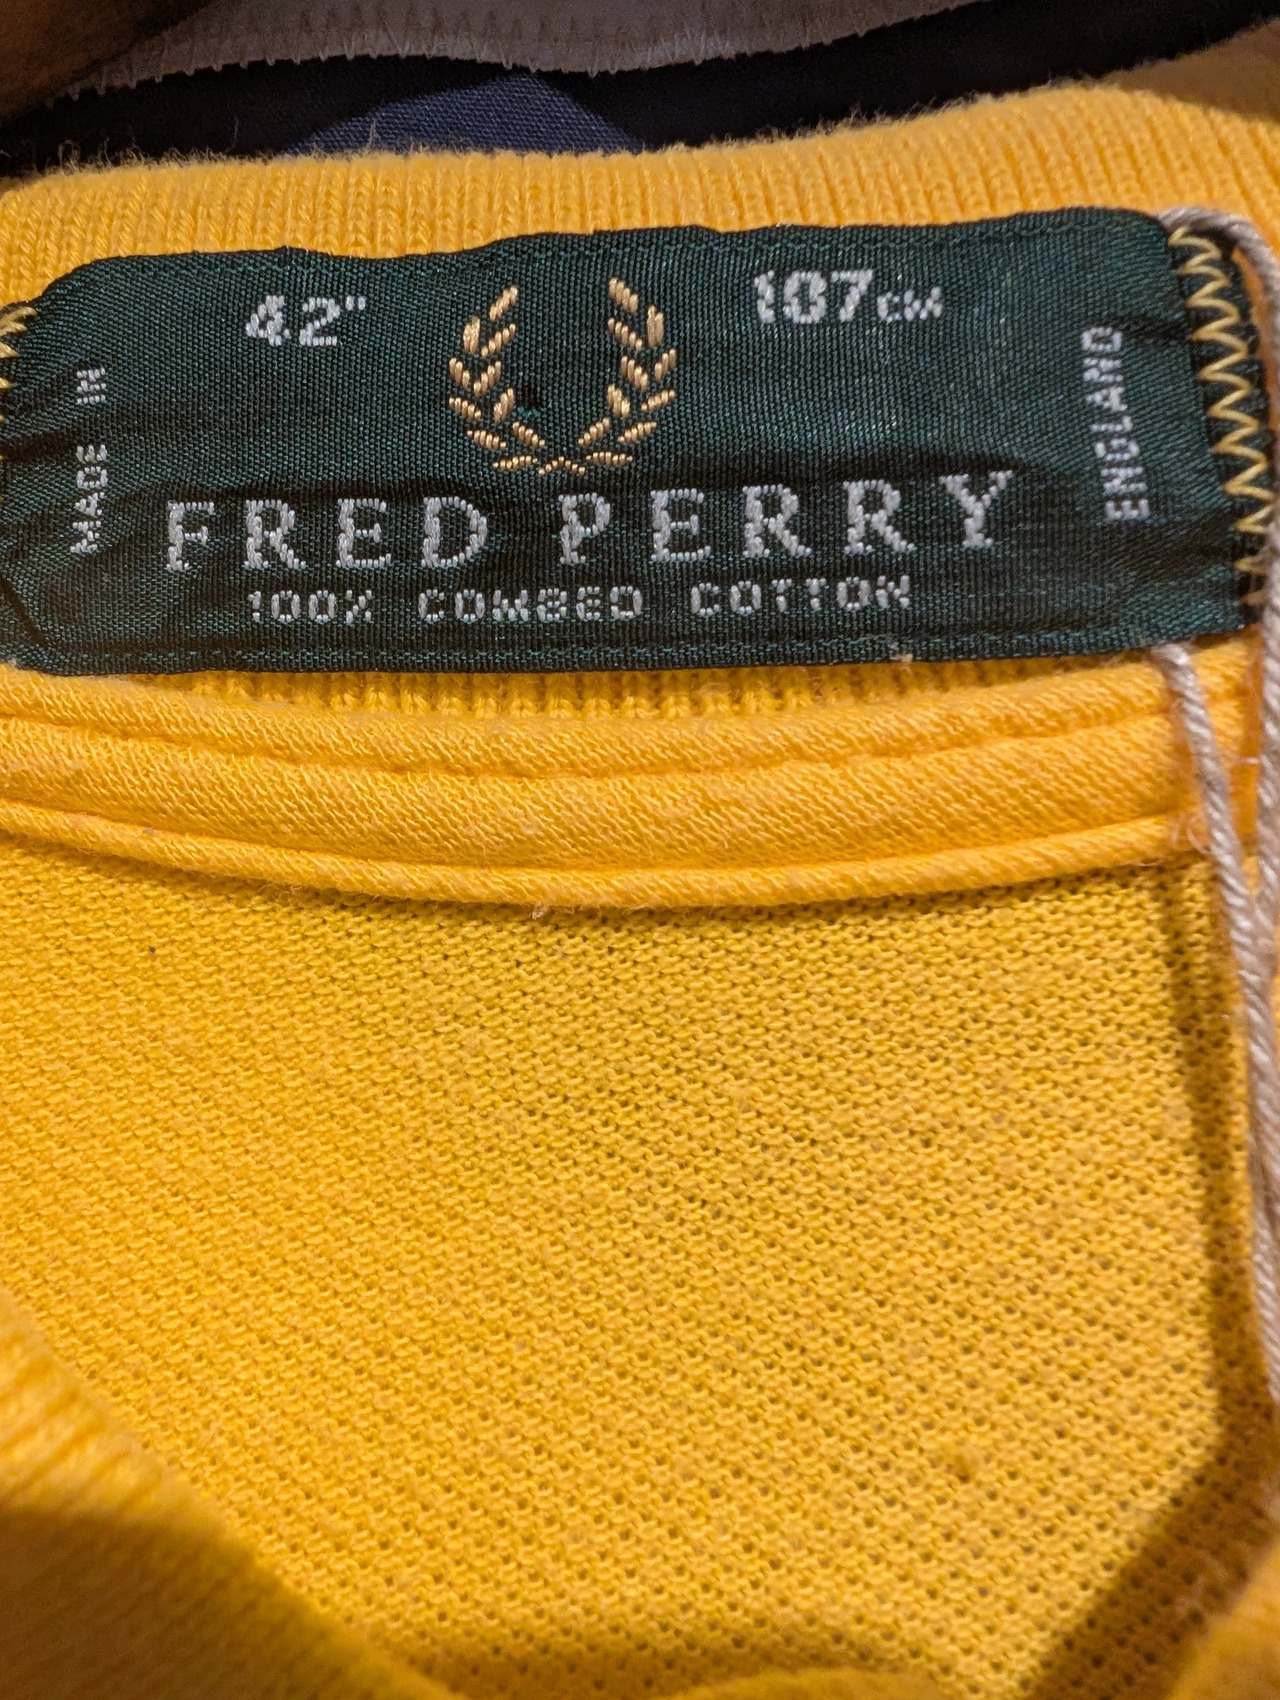 42" 107CM
MADE IN
ENGLAND
FRED PERRY
100% COMBED COTTON